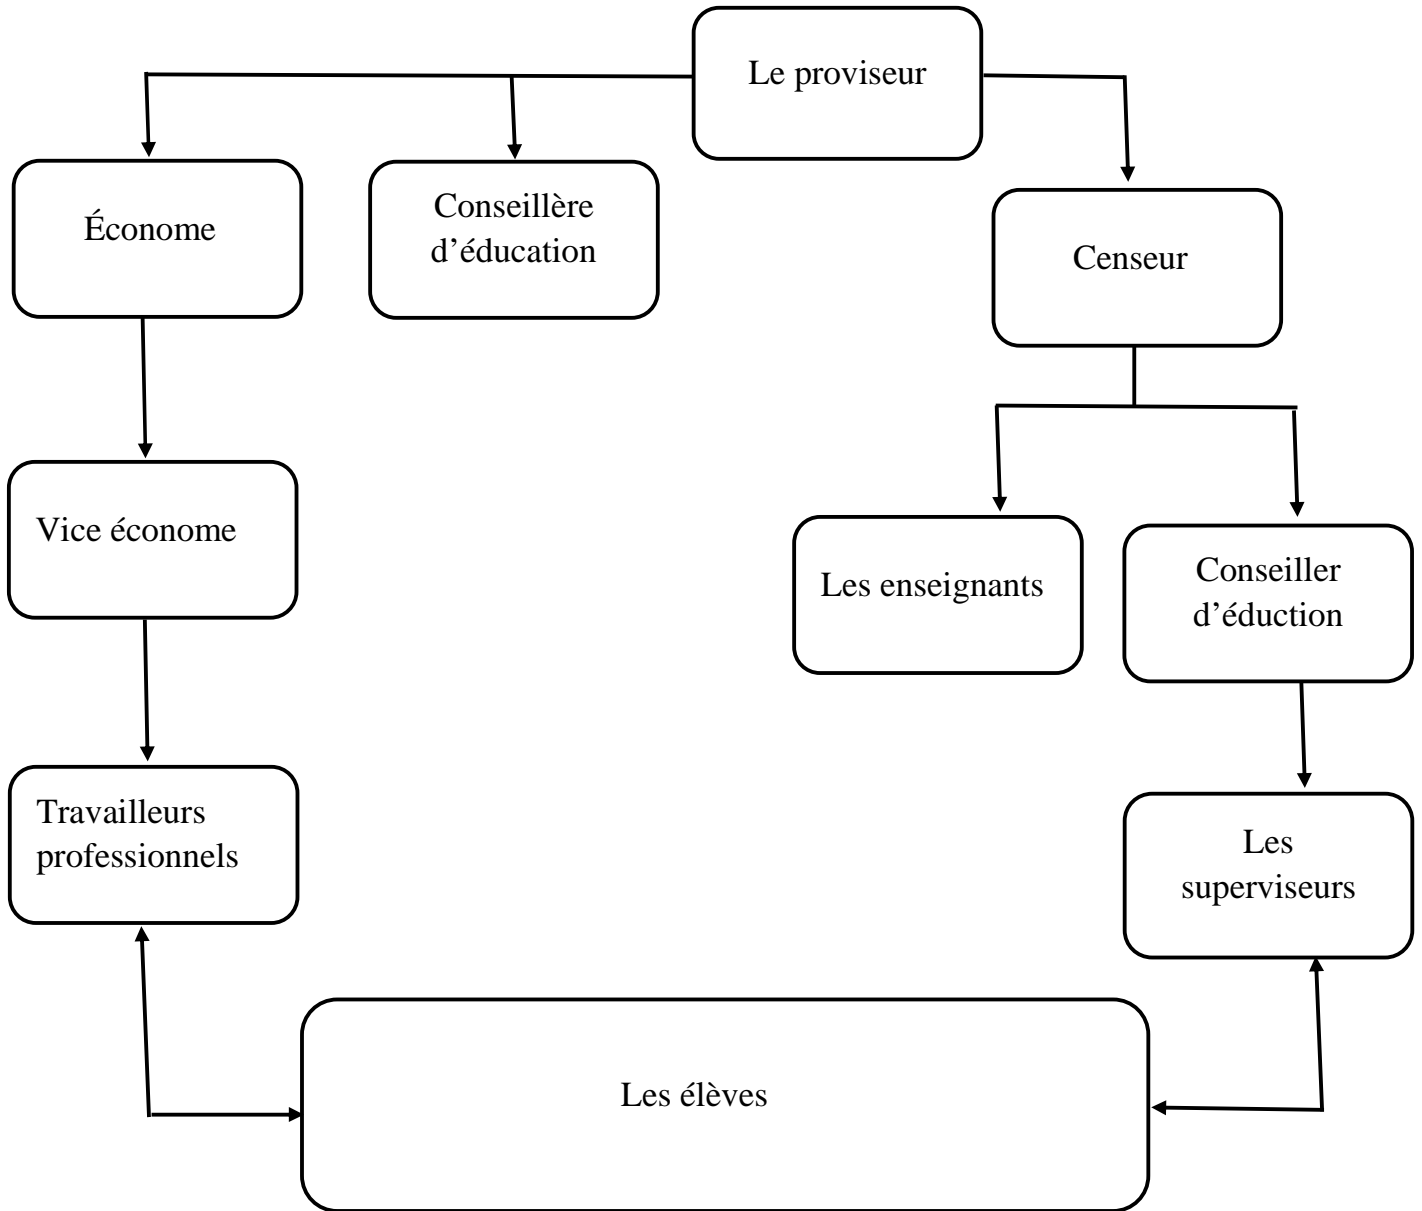 Le proviseur
Économe
Conseillère
d’éducation
Censeur
Vice économe
Les enseignants
Conseiller
d’éduction
Travailleurs
professionnels
Les
superviseurs
Les élèves